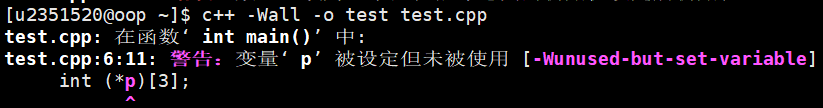 [u2351520@oop ~]$ c++ -Wall -o test test.cpp
test.cpp: 在函数‘ int main()’ 中:
test.cpp:6:11: 警告：变量‘ p’ 被设定但未被使用 [-Wunused-but-set-variable]
int (*p)[3];
^